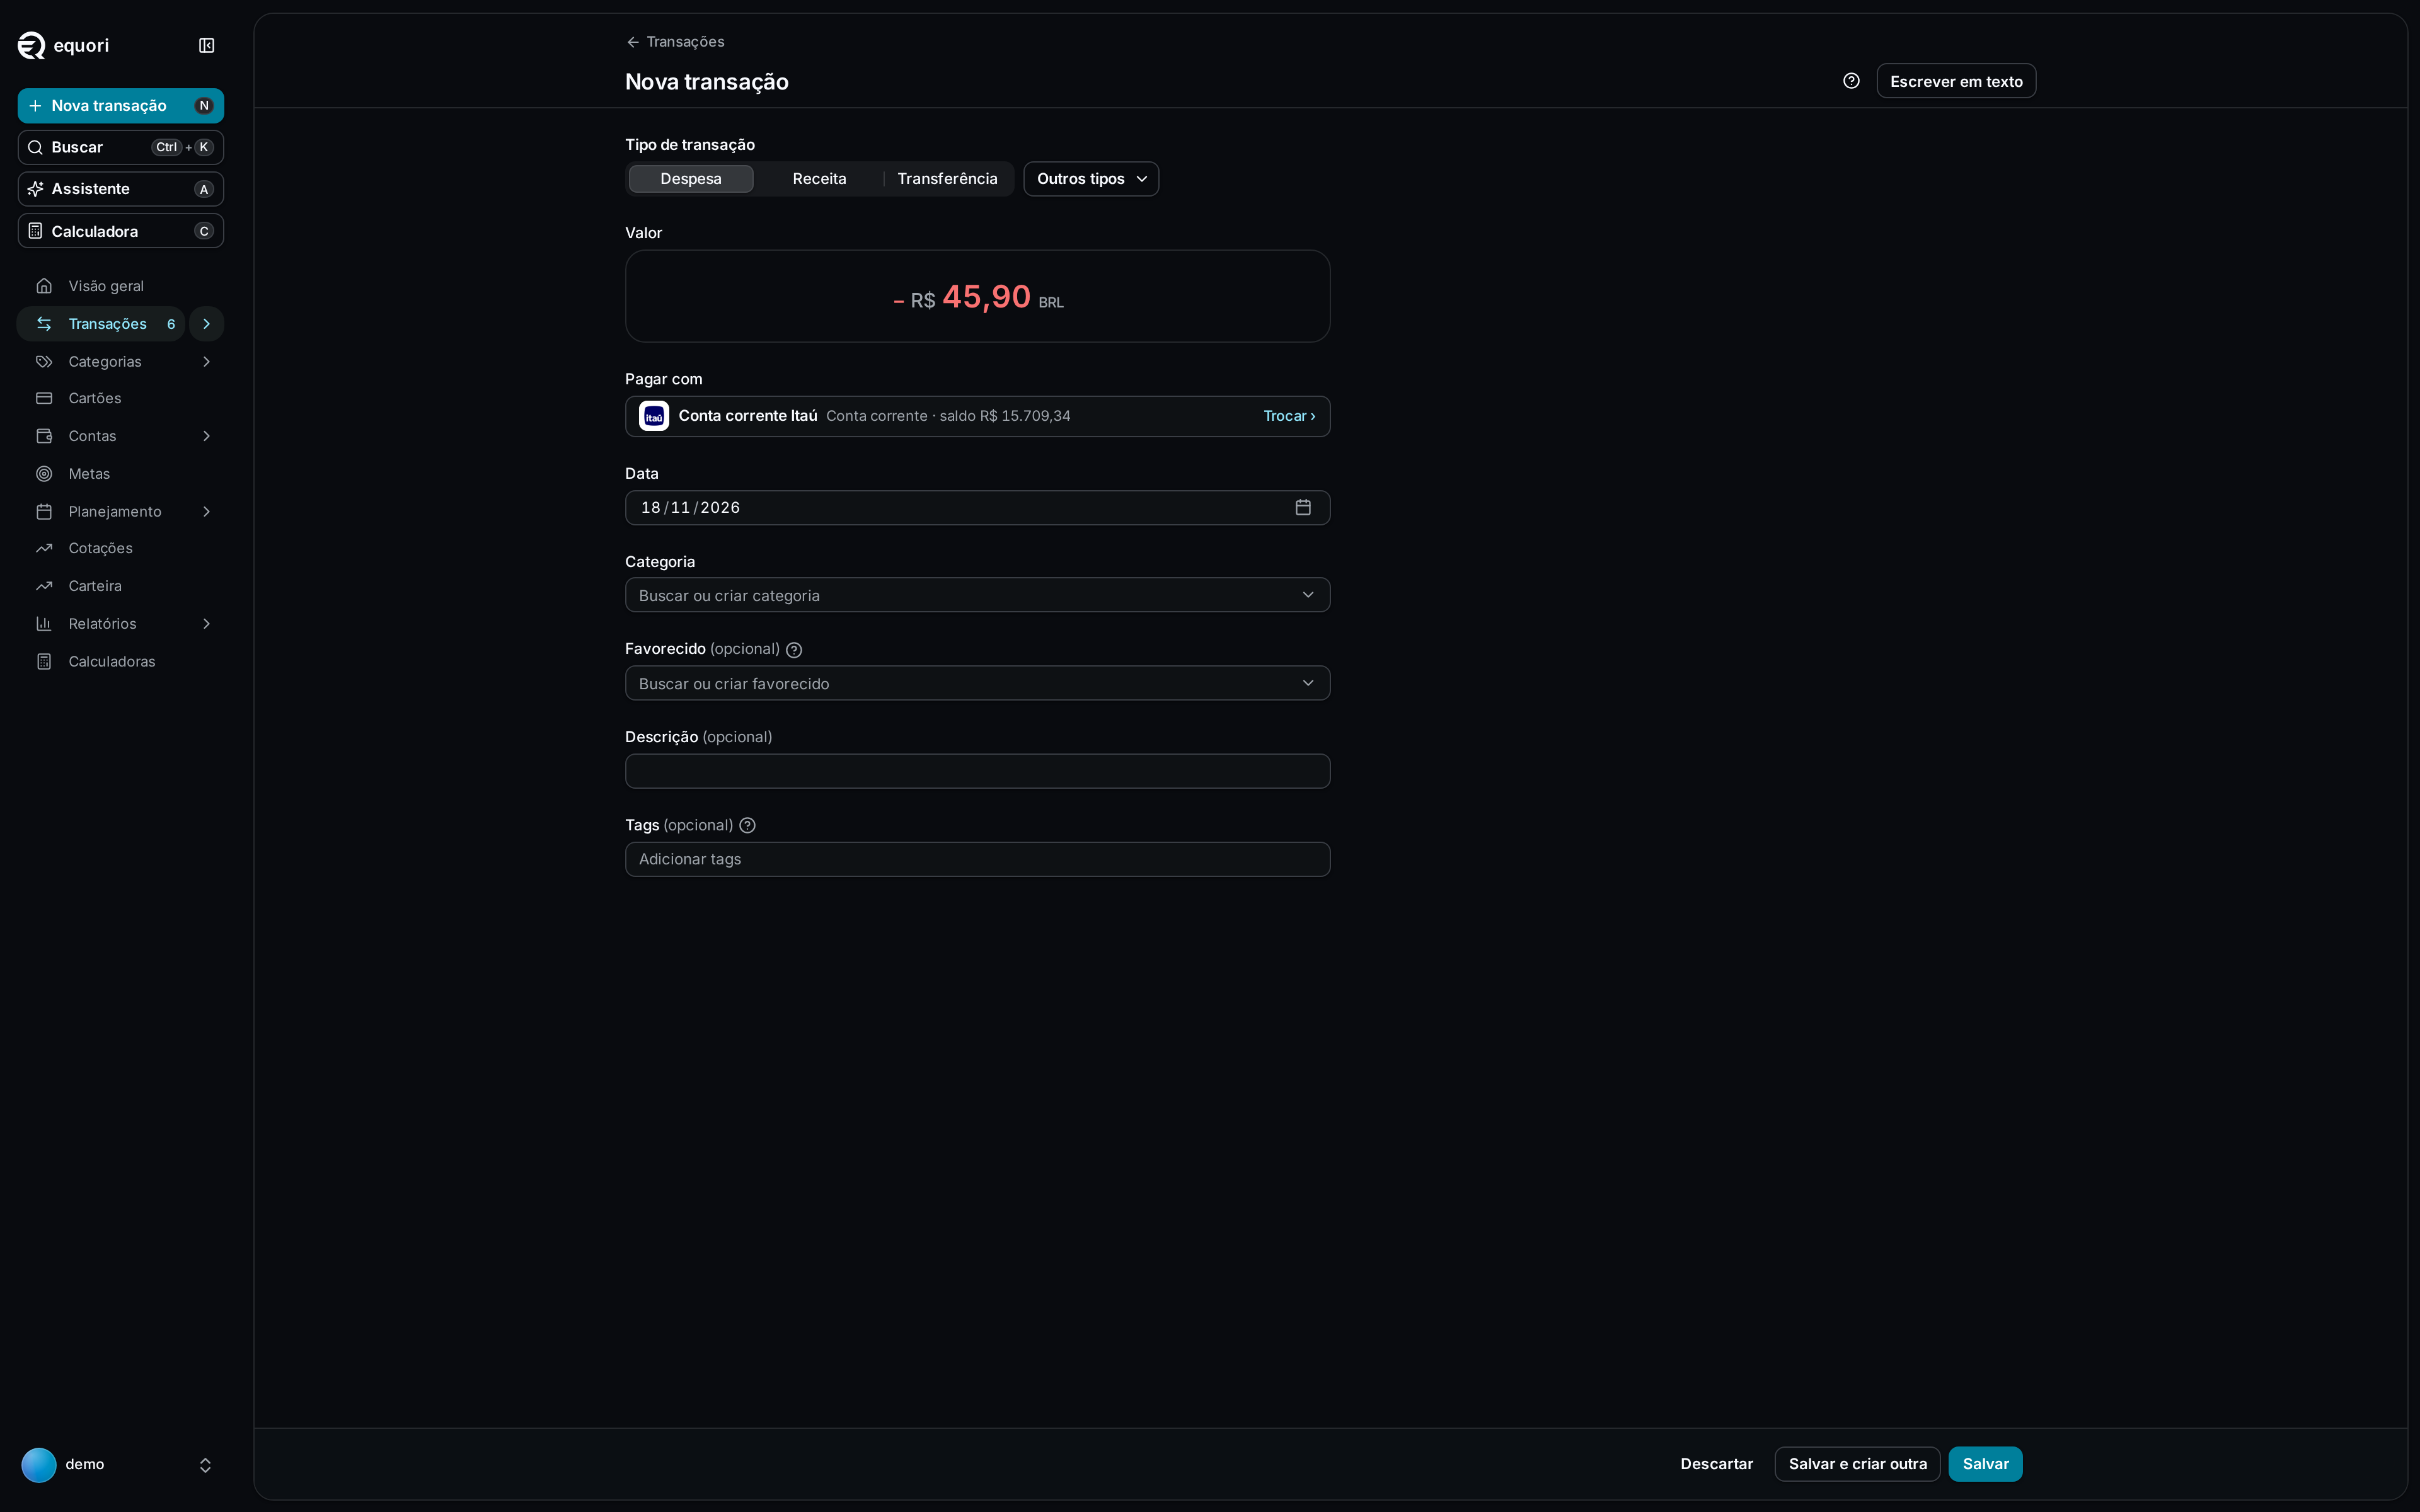 equori
Nova transação N
Buscar Ctrl + K
Assistente A
Calculadora C
Visão geral
Transações 6
Categorias
Cartões
Contas
Metas
Planejamento
Cotações
Carteira
Relatórios
Calculadoras
demo
Transações
Nova transação
Escrever em texto
Tipo de transação
Despesa Receita Transferência Outros tipos
Valor
– R$ 45,90 BRL
Pagar com
itaú Conta corrente Itaú Conta corrente · saldo R$ 15.709,34 Trocar ›
Data
18/11/2026
Categoria
Buscar ou criar categoria
Favorecido (opcional)
Buscar ou criar favorecido
Descrição (opcional)
Tags (opcional)
Adicionar tags
Descartar Salvar e criar outra Salvar